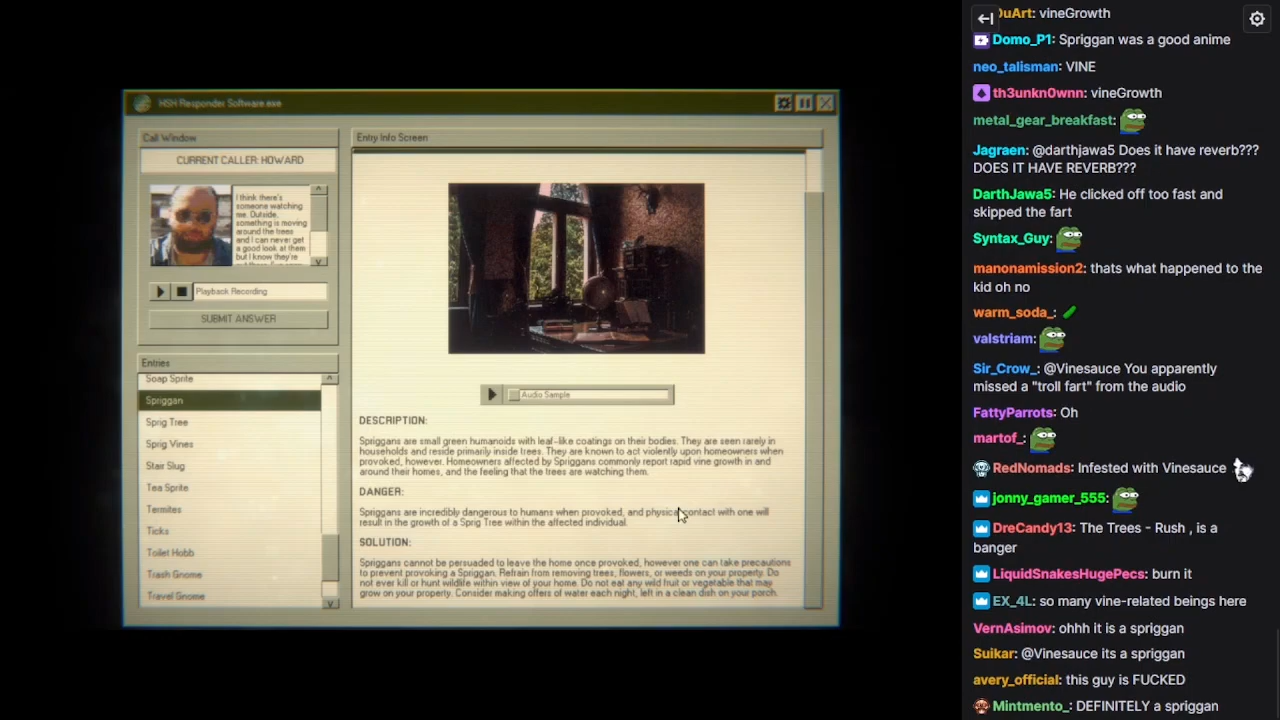 HSH Responder Software.exe
Call Window
CURRENT CALLER: HOWARD
I think there's
someone watching
me. Outside,
something is moving
around the trees
and I can never get
a good look at them
but I know they're
Playback Recording
SUBMIT ANSWER
Entries
Soap Sprite
Spriggan
Sprig Tree
Sprig Vines
Stair Slug
Tea Sprite
Termites
Ticks
Toilet Hobb
Trash Gnome
Travel Gnome
Entry Info Screen
Audio Sample
DESCRIPTION:
Spriggans are small green humanoids with leaf-like coatings on their bodies. They are seen rarely in
households and reside primarily inside trees. They are known to act violently upon homeowners when
provoked, however. Homeowners affected by Spriggans commonly report rapid vine growth in and
around their homes, and the feeling that the trees are watching them.
DANGER:
Spriggans are incredibly dangerous to humans when provoked, and physical contact with one will
result in the growth of a Sprig Tree within the affected individual.
SOLUTION:
Spriggans cannot be persuaded to leave the home once provoked, however one can take precautions
to prevent provoking a Spriggan. Refrain from removing trees, flowers, or weeds on your property. Do
not ever kill or hunt wildlife within view of your home. Do not eat any wild fruit or vegetable that may
grow on your property. Consider making offers of water each night, left in a clean dish on your porch.
OuArt: vineGrowth
Domo_P1: Spriggan was a good anime
neo_talisman: VINE
th3unkn0wnn: vineGrowth
metal_gear_breakfast:
Jagraen: @darthjawa5 Does it have reverb???
DOES IT HAVE REVERB???
DarthJawa5: He clicked off too fast and
skipped the fart
Syntax_Guy:
manonamission2: thats what happened to the
kid oh no
warm_soda_:
valstriam:
Sir_Crow_: @Vinesauce You apparently
missed a "troll fart" from the audio
FattyParrots: Oh
martof_:
RedNomads: Infested with Vinesauce
jonny_gamer_555:
DreCandy13: The Trees - Rush , is a
banger
LiquidSnakesHugePecs: burn it
EX_4L: so many vine-related beings here
VernAsimov: ohhh it is a spriggan
Suikar: @Vinesauce its a spriggan
avery_official: this guy is FUCKED
Mintmento_: DEFINITELY a spriggan